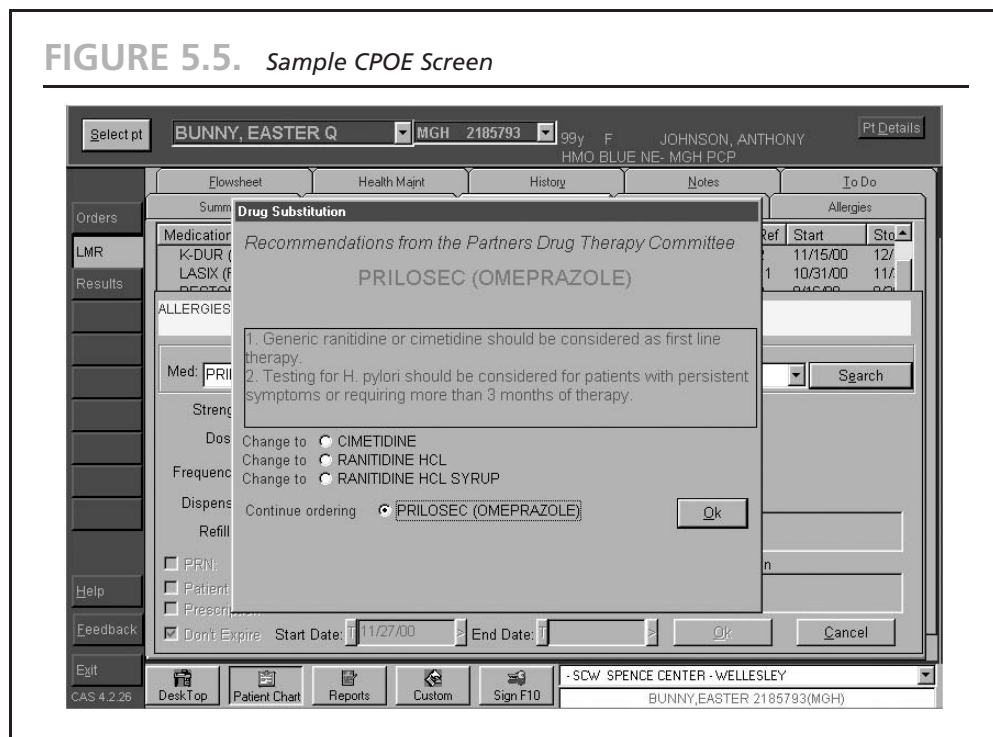 FIGURE 5.5. Sample CPOE Screen
Select pt BUNNY, EASTER Q MGH 2185793 99y F JOHNSON, ANTHONY Pt Details
HMO BLUE NE- MGH PCP
Flowsheet Health Maint History Notes To Do
Summ Drug Substitution Allergies
Orders
Medication Ref Start Sto
LMR
K-DUR ( 11/15/00 12/
LASIX (F 1 10/31/00 11/
Results
Recommendations from the Partners Drug Therapy Committee
PRILOSEC (OMEPRAZOLE)
ALLERGIES
1. Generic ranitidine or cimetidine should be considered as first line
therapy.
2. Testing for H. pylori should be considered for patients with persistent
symptoms or requiring more than 3 months of therapy.
Med: PRI Search
Streng
Dos
Frequenc
Dispens
Refill
Change to CIMETIDINE
Change to RANITIDINE HCL
Change to RANITIDINE HCL SYRUP
Continue ordering PRILOSEC (OMEPRAZOLE) Ok
PRN: n
Patient
Prescri
Don't Expire Start Date: T 11/27/00 > End Date: T > Ok Cancel
Help
Feedback
Exit
CAS 4.2.26
DeskTop Patient Chart Reports Custom Sign F10
- SCW SPENCE CENTER - WELLESLEY
BUNNY,EASTER 2185793(MGH)